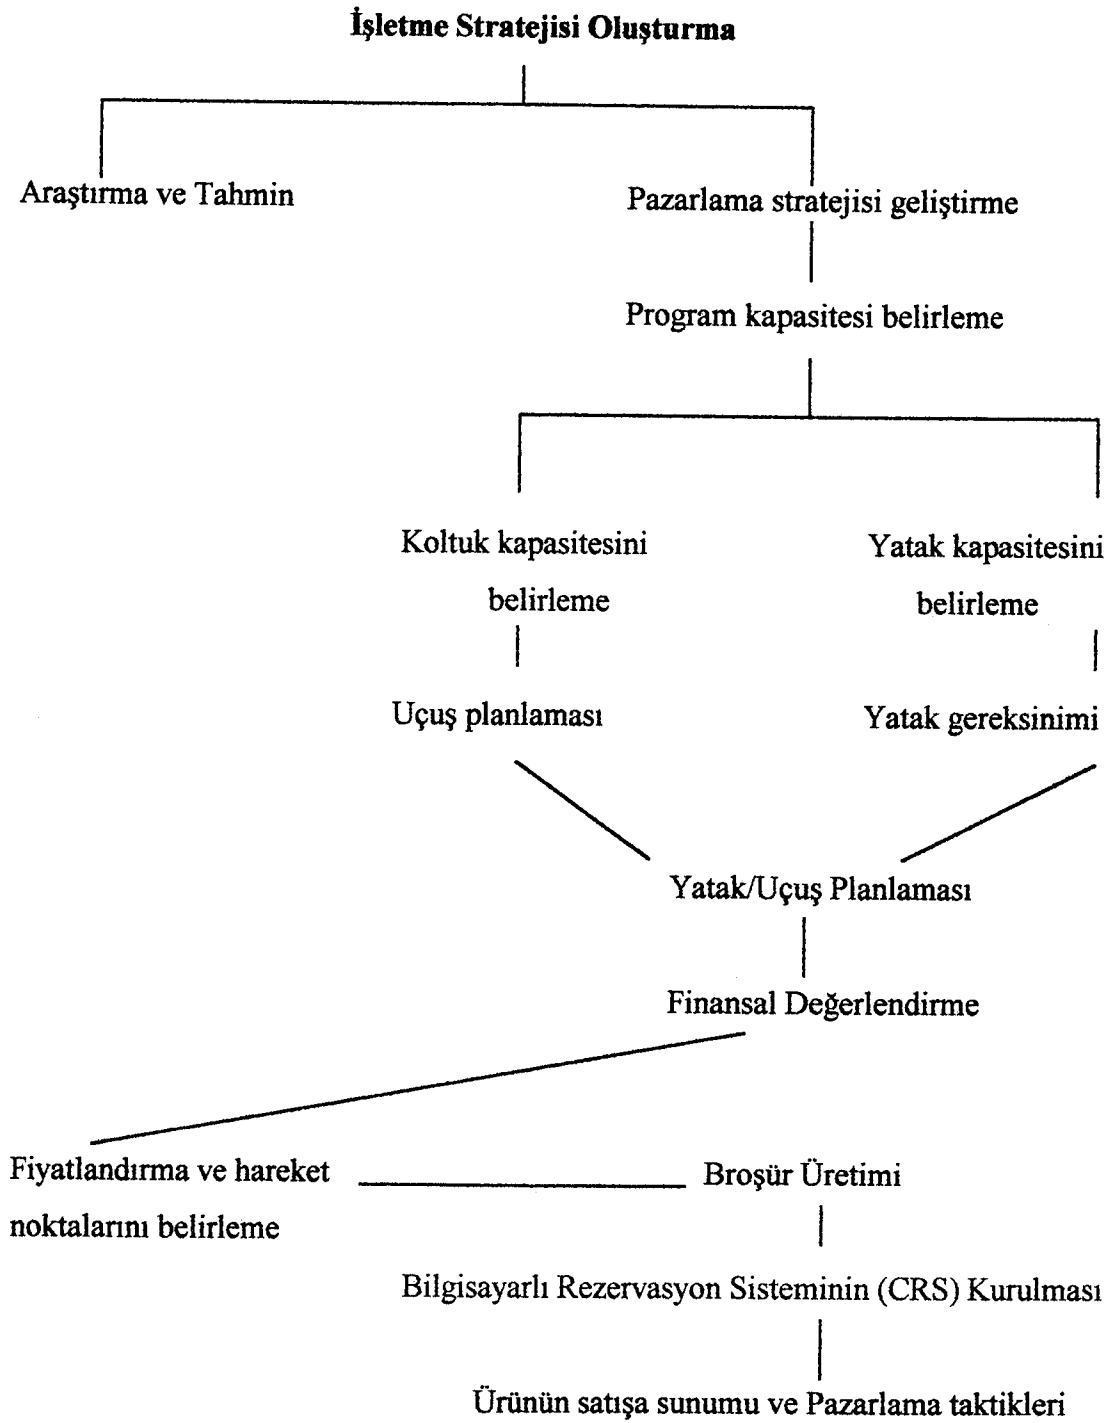 İşletme Stratejisi Oluşturma
Araştırma ve Tahmin
Pazarlama stratejisi geliştirme
Program kapasitesi belirleme
Koltuk kapasitesini
belirleme
Yatak kapasitesini
belirleme
Uçuş planlaması
Yatak gereksinimi
Yatak/Uçuş Planlaması
Finansal Değerlendirme
Fiyatlandırma ve hareket
noktalarını belirleme
Broşür Üretimi
Bilgisayarlı Rezervasyon Sisteminin (CRS) Kurulması
Ürünün satışa sunumu ve Pazarlama taktikleri